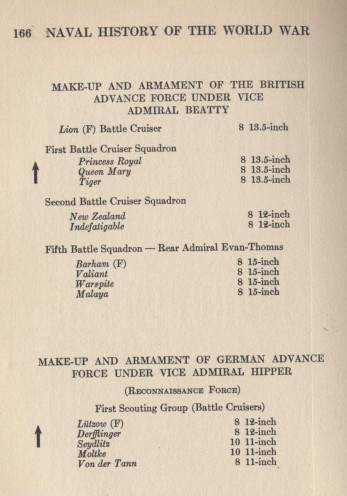 166 NAVAL HISTORY OF THE WORLD WAR
MAKE-UP AND ARMAMENT OF THE BRITISH
ADVANCE FORCE UNDER VICE
ADMIRAL BEATTY
Lion (F) Battle Cruiser 8 13.5-inch
First Battle Cruiser Squadron
Princess Royal 8 13.5-inch
Queen Mary 8 13.5-inch
Tiger 8 13.5-inch
Second Battle Cruiser Squadron
New Zealand 8 12-inch
Indefatigable 8 12-inch
Fifth Battle Squadron — Rear Admiral Evan-Thomas
Barham (F) 8 15-inch
Valiant 8 15-inch
Warspite 8 15-inch
Malaya 8 15-inch
MAKE-UP AND ARMAMENT OF GERMAN ADVANCE
FORCE UNDER VICE ADMIRAL HIPPER
(RECONNAISSANCE FORCE)
First Scouting Group (Battle Cruisers)
Lützow (F) 8 12-inch
Derfflinger 8 12-inch
Seydlitz 10 11-inch
Moltke 10 11-inch
Von der Tann 8 11-inch